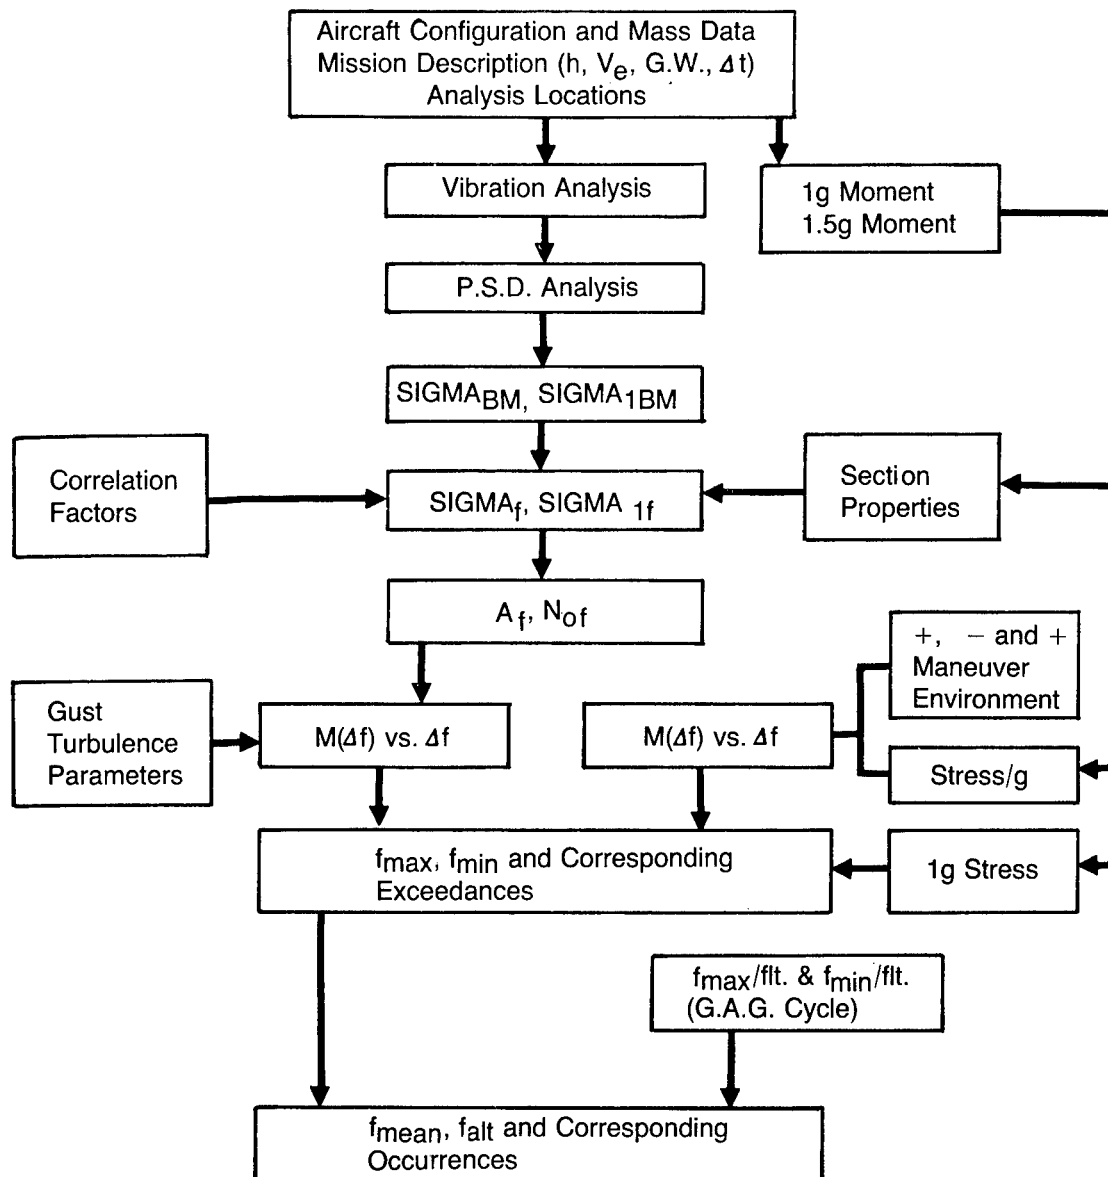 Aircraft Configuration and Mass Data
Mission Description (h, Ve, G.W., Δt)
Analysis Locations
Vibration Analysis
1g Moment
1.5g Moment
P.S.D. Analysis
SIGMABM, SIGMA1BM
Correlation
Factors
SIGMAf, SIGMA 1f
Section
Properties
Af, Nof
+, − and +
Maneuver
Environment
Gust
Turbulence
Parameters
M(Δf) vs. Δf
M(Δf) vs. Δf
Stress/g
fmax, fmin and Corresponding
Exceedances
1g Stress
fmax/flt. & fmin/flt.
(G.A.G. Cycle)
fmean, falt and Corresponding
Occurrences